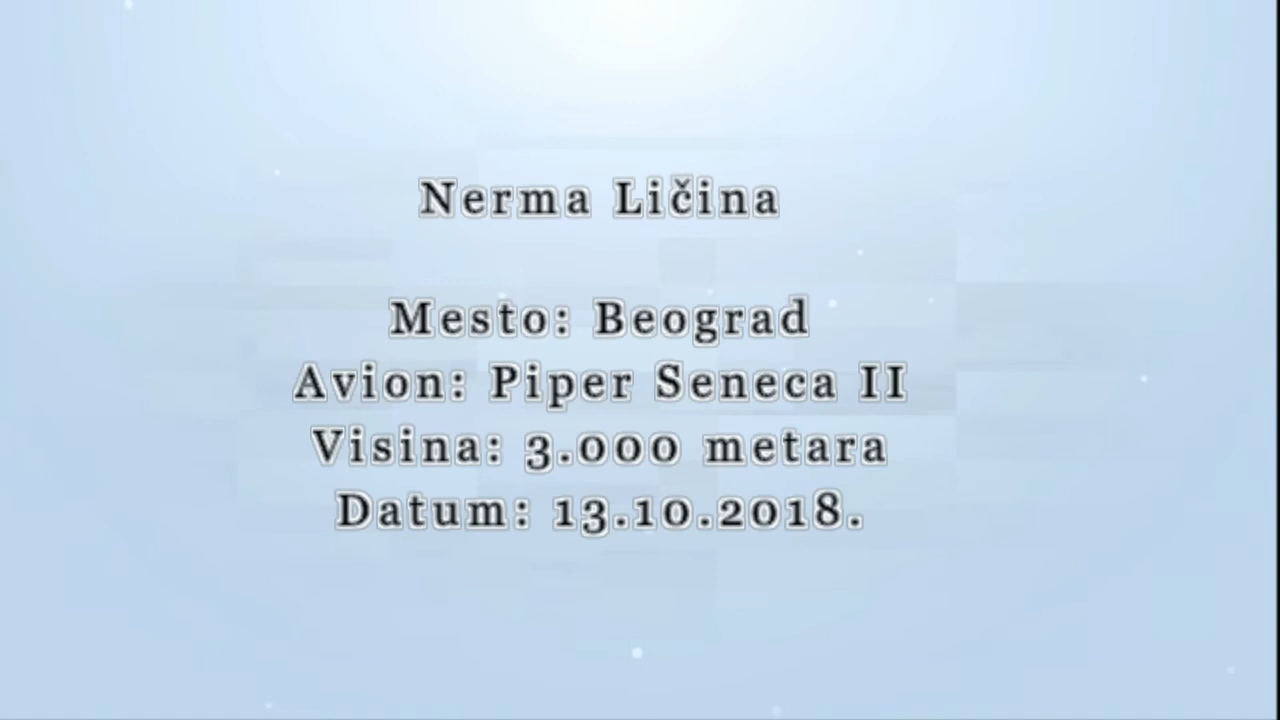 Nerma Ličina
Mesto: Beograd
Avion: Piper Seneca II
Visina: 3.000 metara
Datum: 13.10.2018.